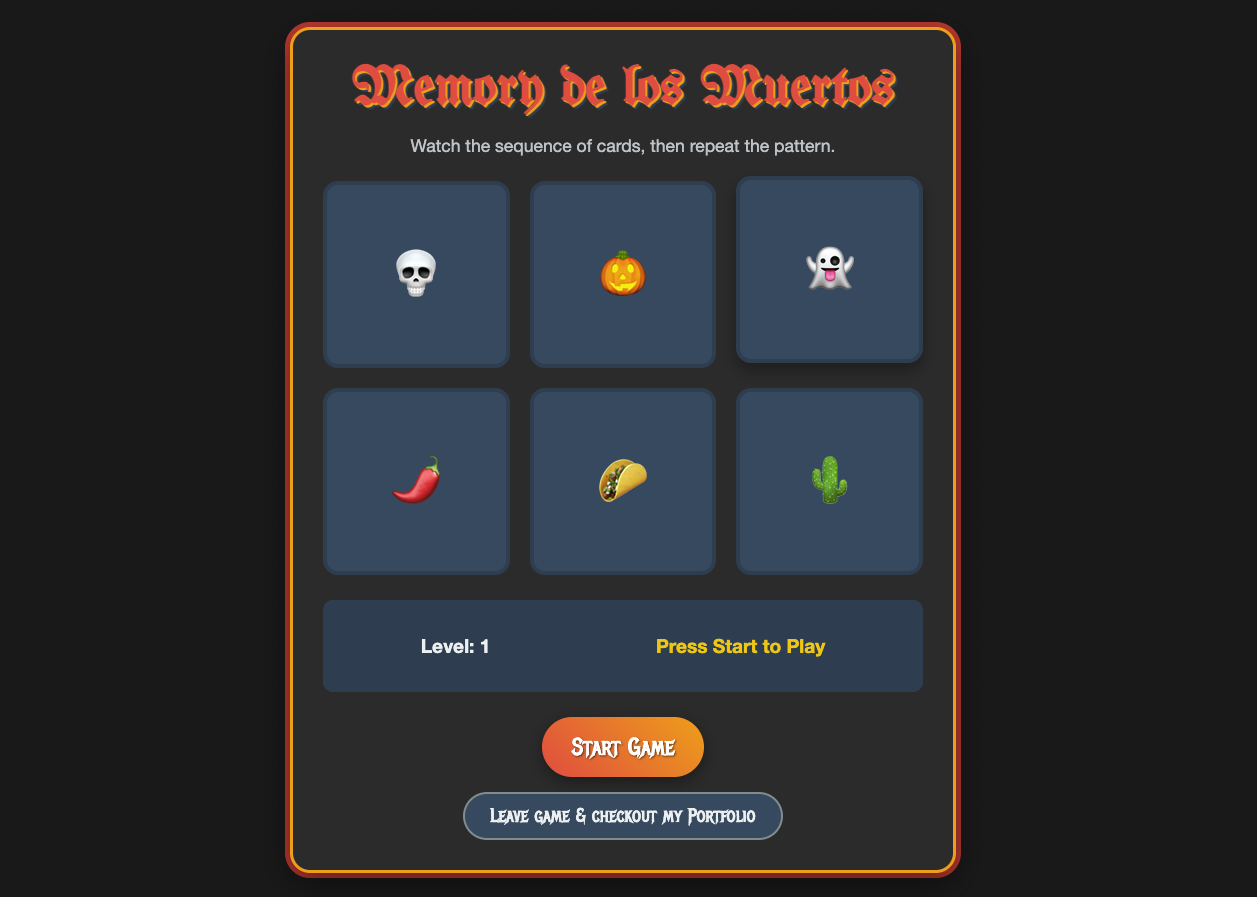 Memory de los Muertos
Watch the sequence of cards, then repeat the pattern.
Level: 1
Press Start to Play
Start Game
Leave game & checkout my Portfolio